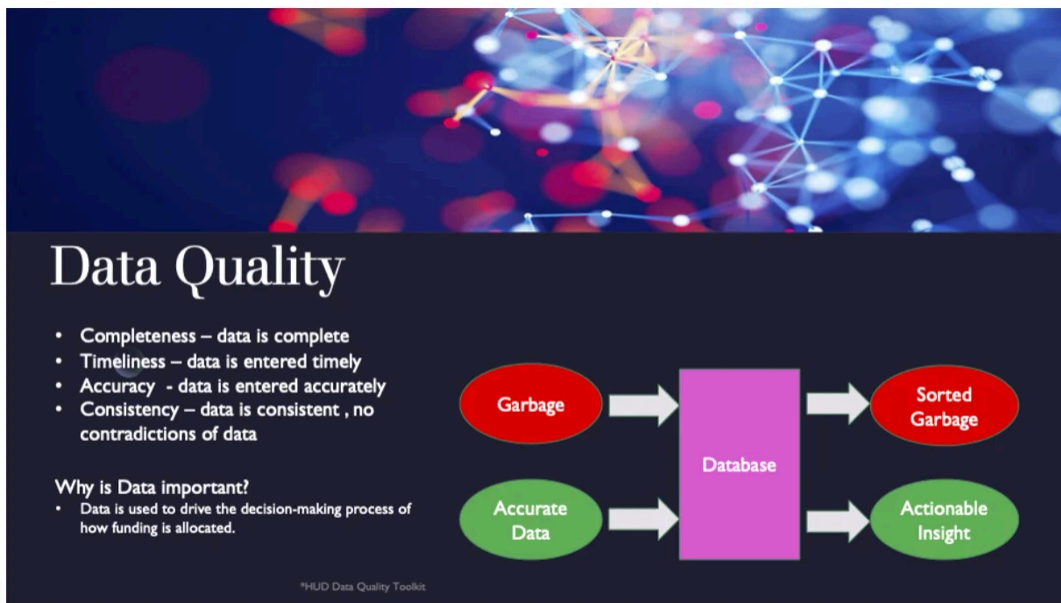 Data Quality
• Completeness – data is complete
• Timeliness – data is entered timely
• Accuracy - data is entered accurately
• Consistency – data is consistent , no
contradictions of data
Why is Data important?
• Data is used to drive the decision-making process of
how funding is allocated.
*HUD Data Quality Toolkit
Garbage
Sorted
Garbage
Database
Accurate
Data
Actionable
Insight